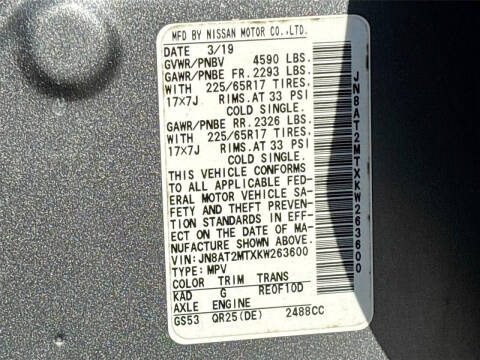 MFD BY NISSAN MOTOR CO.,LTD.
DATE 3/19
GVWR/PNBV 4590 LBS.
GAWR/PNBE FR. 2293 LBS.
WITH 225/65R17 TIRES.
17×7J RIMS.AT 33 PSI
COLD SINGLE.
GAWR/PNBE RR. 2326 LBS.
WITH 225/65R17 TIRES.
17×7J RIMS.AT 33 PSI
COLD SINGLE.
THIS VEHICLE CONFORMS
TO ALL APPLICABLE FED-
ERAL MOTOR VEHICLE SA-
FETY AND THEFT PREVEN-
TION STANDARDS IN EFF-
ECT ON THE DATE OF MA-
NUFACTURE SHOWN ABOVE.
VIN: JN8AT2MTXKW263600
TYPE: MPV
COLOR TRIM TRANS
KAD G RE0F10D
AXLE ENGINE
GS53 QR25(DE) 2488CC
JN8AT2MTXKW263600